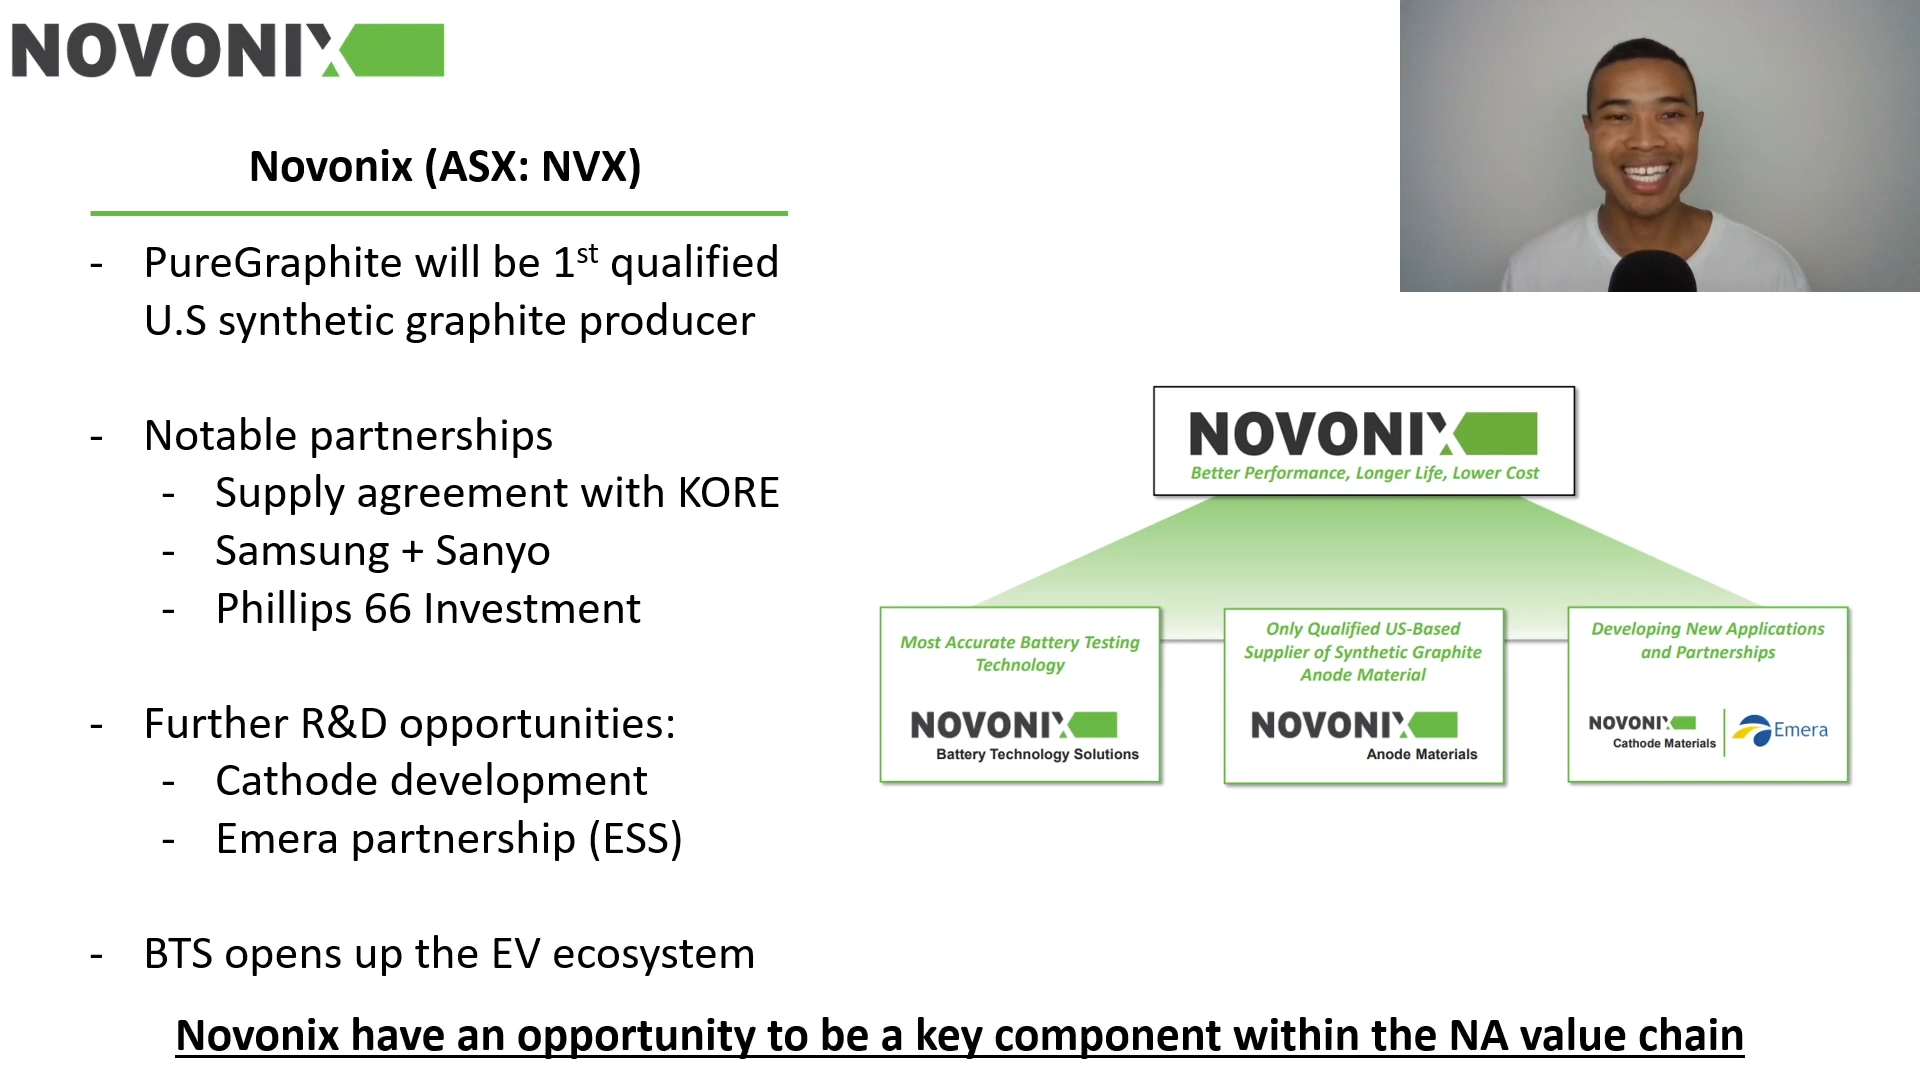 NOVONIX
Novonix (ASX: NVX)
- PureGraphite will be 1st qualified
U.S synthetic graphite producer
- Notable partnerships
- Supply agreement with KORE
- Samsung + Sanyo
- Phillips 66 Investment
- Further R&D opportunities:
- Cathode development
- Emera partnership (ESS)
- BTS opens up the EV ecosystem
NOVONIX
Better Performance, Longer Life, Lower Cost
Most Accurate Battery Testing
Technology
NOVONIX
Battery Technology Solutions
Only Qualified US-Based
Supplier of Synthetic Graphite
Anode Material
NOVONIX
Anode Materials
Developing New Applications
and Partnerships
NOVONIX
Cathode Materials
Emera
Novonix have an opportunity to be a key component within the NA value chain